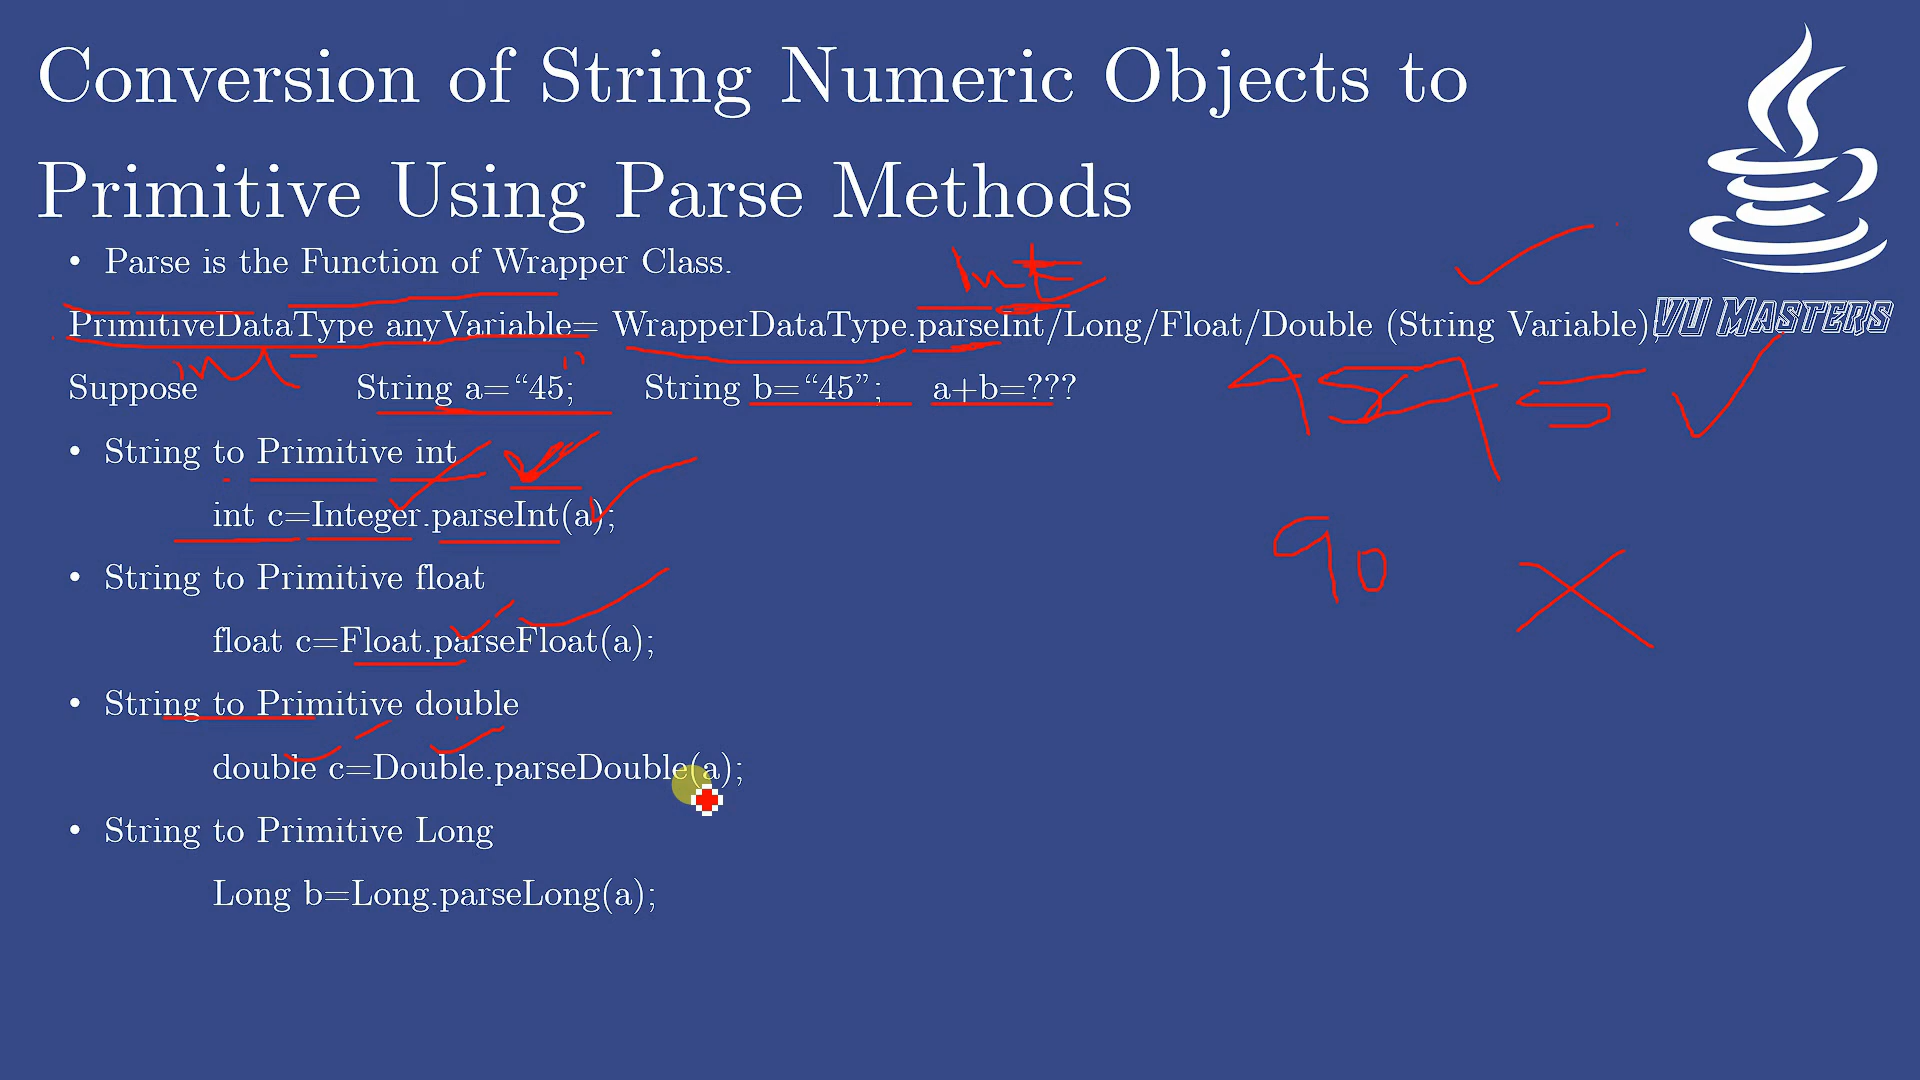 Conversion of String Numeric Objects to
Primitive Using Parse Methods
• Parse is the Function of Wrapper Class.
int
PrimitiveDataType anyVariable= WrapperDataType.parseInt/Long/Float/Double (String Variable);
VU MASTERS
int
Suppose String a=“45; String b=“45”; a+b=???
4545
• String to Primitive int
int c=Integer.parseInt(a);
90
• String to Primitive float
float c=Float.parseFloat(a);
• String to Primitive double
double c=Double.parseDouble(a);
• String to Primitive Long
Long b=Long.parseLong(a);